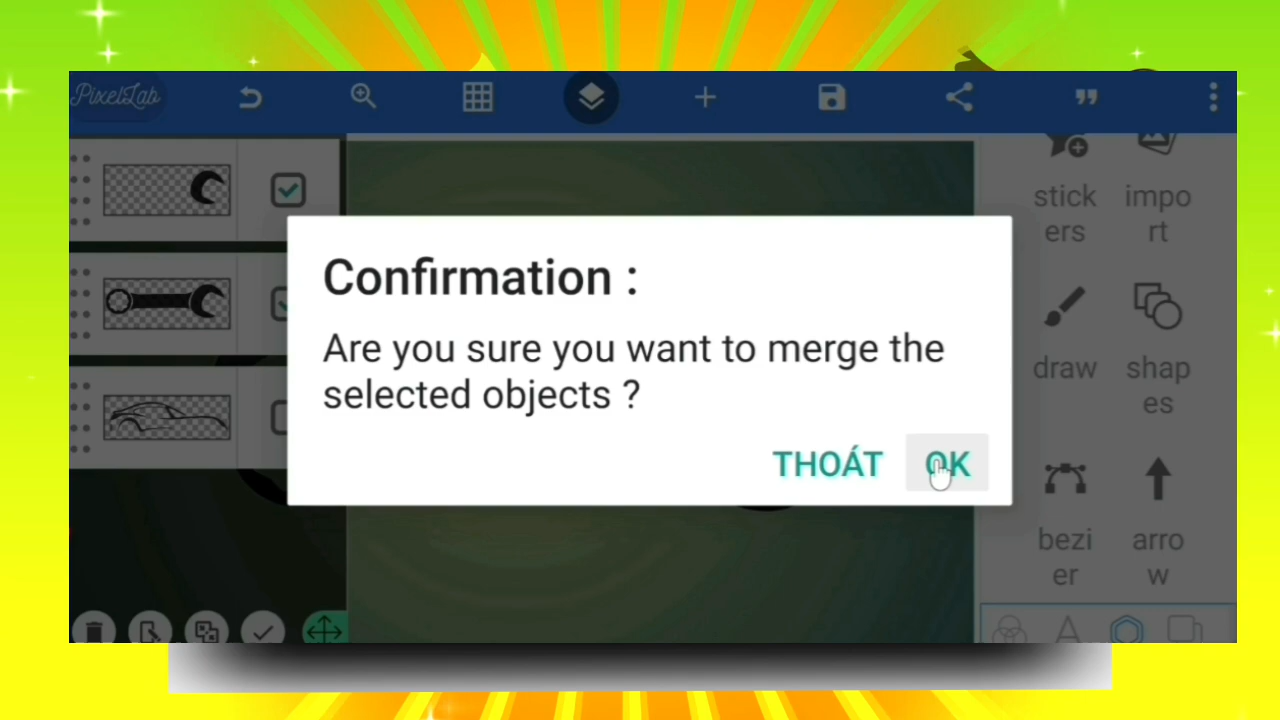 PixelLab
stick
ers
impo
rt
Confirmation :
Are you sure you want to merge the
selected objects ?
THOÁT
OK
draw
shap
es
bezi
er
arro
w